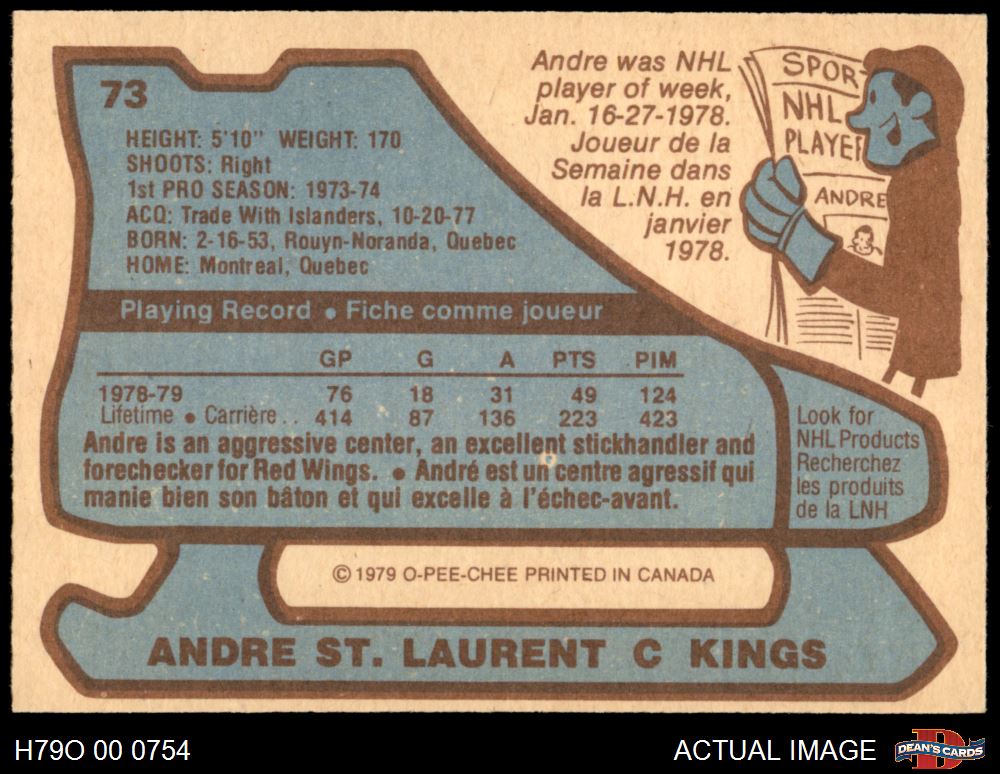 73
HEIGHT: 5'10" WEIGHT: 170
SHOOTS: Right
1st PRO SEASON: 1973-74
ACQ: Trade With Islanders, 10-20-77
BORN: 2-16-53, Rouyn-Noranda, Quebec
HOME: Montreal, Quebec
Andre was NHL
player of week,
Jan. 16-27-1978.
Joueur de la
Semaine dans
la L.N.H. en
janvier
1978.
SPOR-
NHL
PLAYER
ANDRE
Playing Record • Fiche comme joueur
GP G A PTS PIM
1978-79 76 18 31 49 124
Lifetime • Carrière .. 414 87 136 223 423
Andre is an aggressive center, an excellent stickhandler and
forechecker for Red Wings. • André est un centre agressif qui
manie bien son bâton et qui excelle à l'échec-avant.
Look for
NHL Products
Recherchez
les produits
de la LNH
© 1979 O-PEE-CHEE PRINTED IN CANADA
ANDRE ST. LAURENT C KINGS
H79O 00 0754
ACTUAL IMAGE
D
DEAN'S CARDS